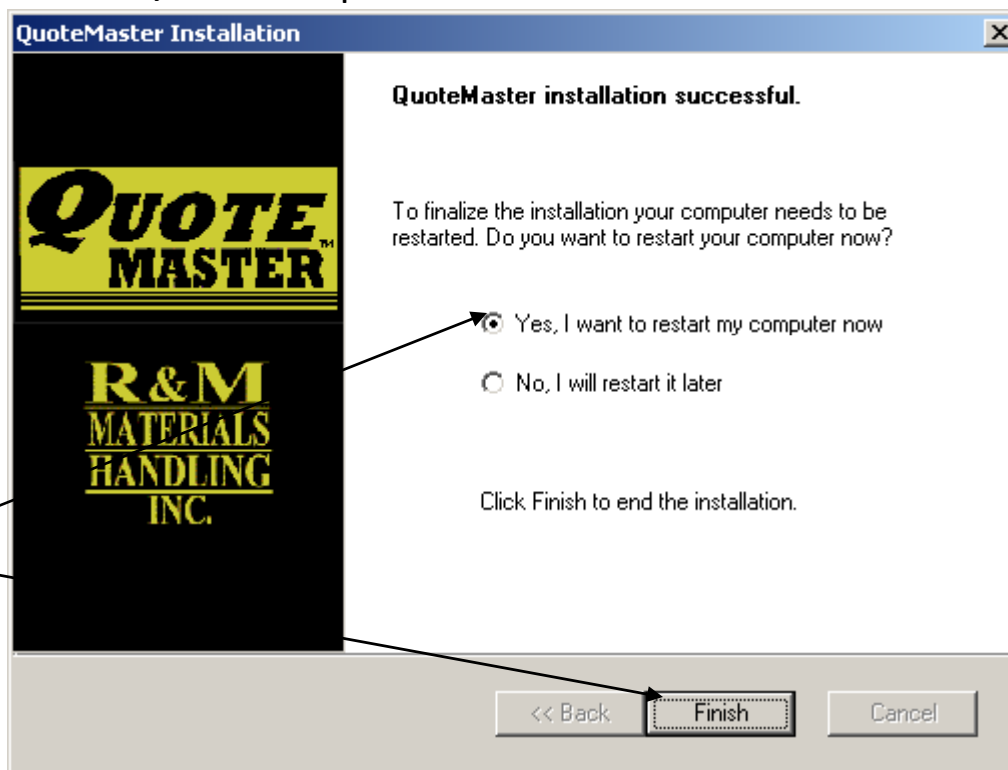 QuoteMaster Installation
QuoteMaster installation successful.
QUOTE
MASTER
TM
To finalize the installation your computer needs to be
restarted. Do you want to restart your computer now?
Yes, I want to restart my computer now
No, I will restart it later
R&M
MATERIALS
HANDLING
INC.
Click Finish to end the installation.
<< Back
Finish
Cancel